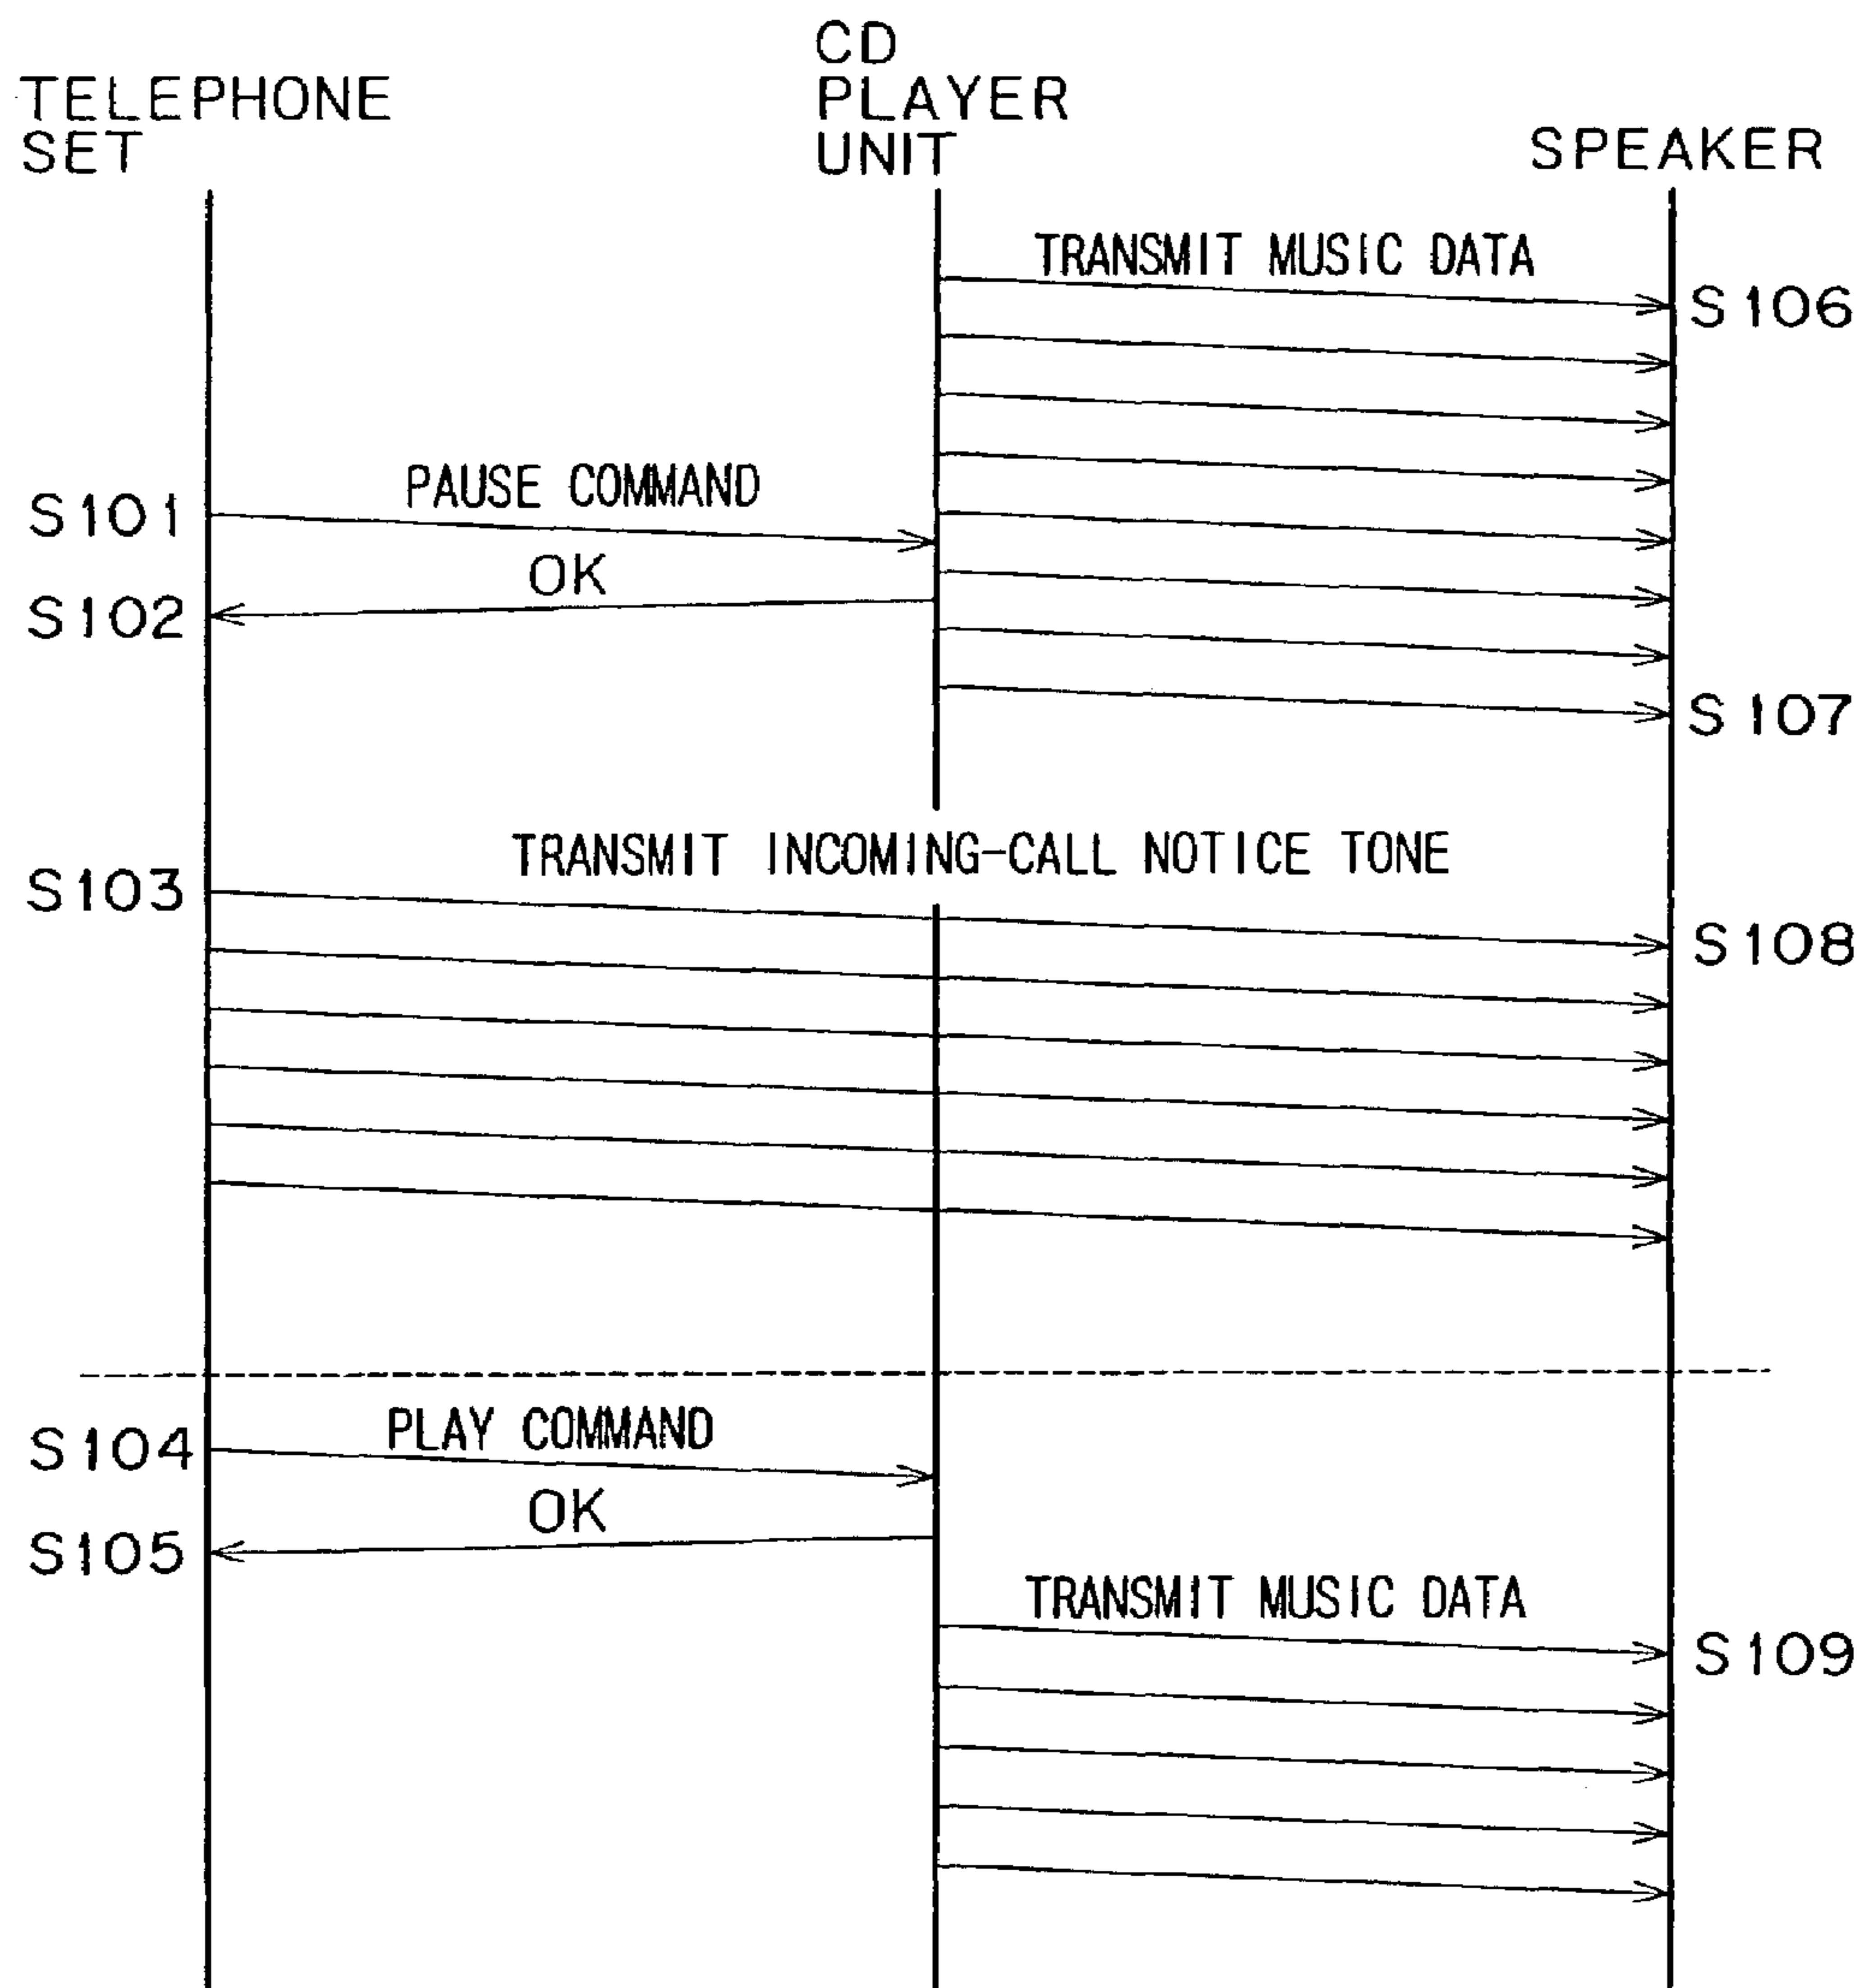 TELEPHONE
SET
CD
PLAYER
UNIT
SPEAKER
TRANSMIT MUSIC DATA
S106
PAUSE COMMAND
S101
OK
S102
S107
TRANSMIT INCOMING-CALL NOTICE TONE
S103
S108
PLAY COMMAND
S104
OK
S105
TRANSMIT MUSIC DATA
S109